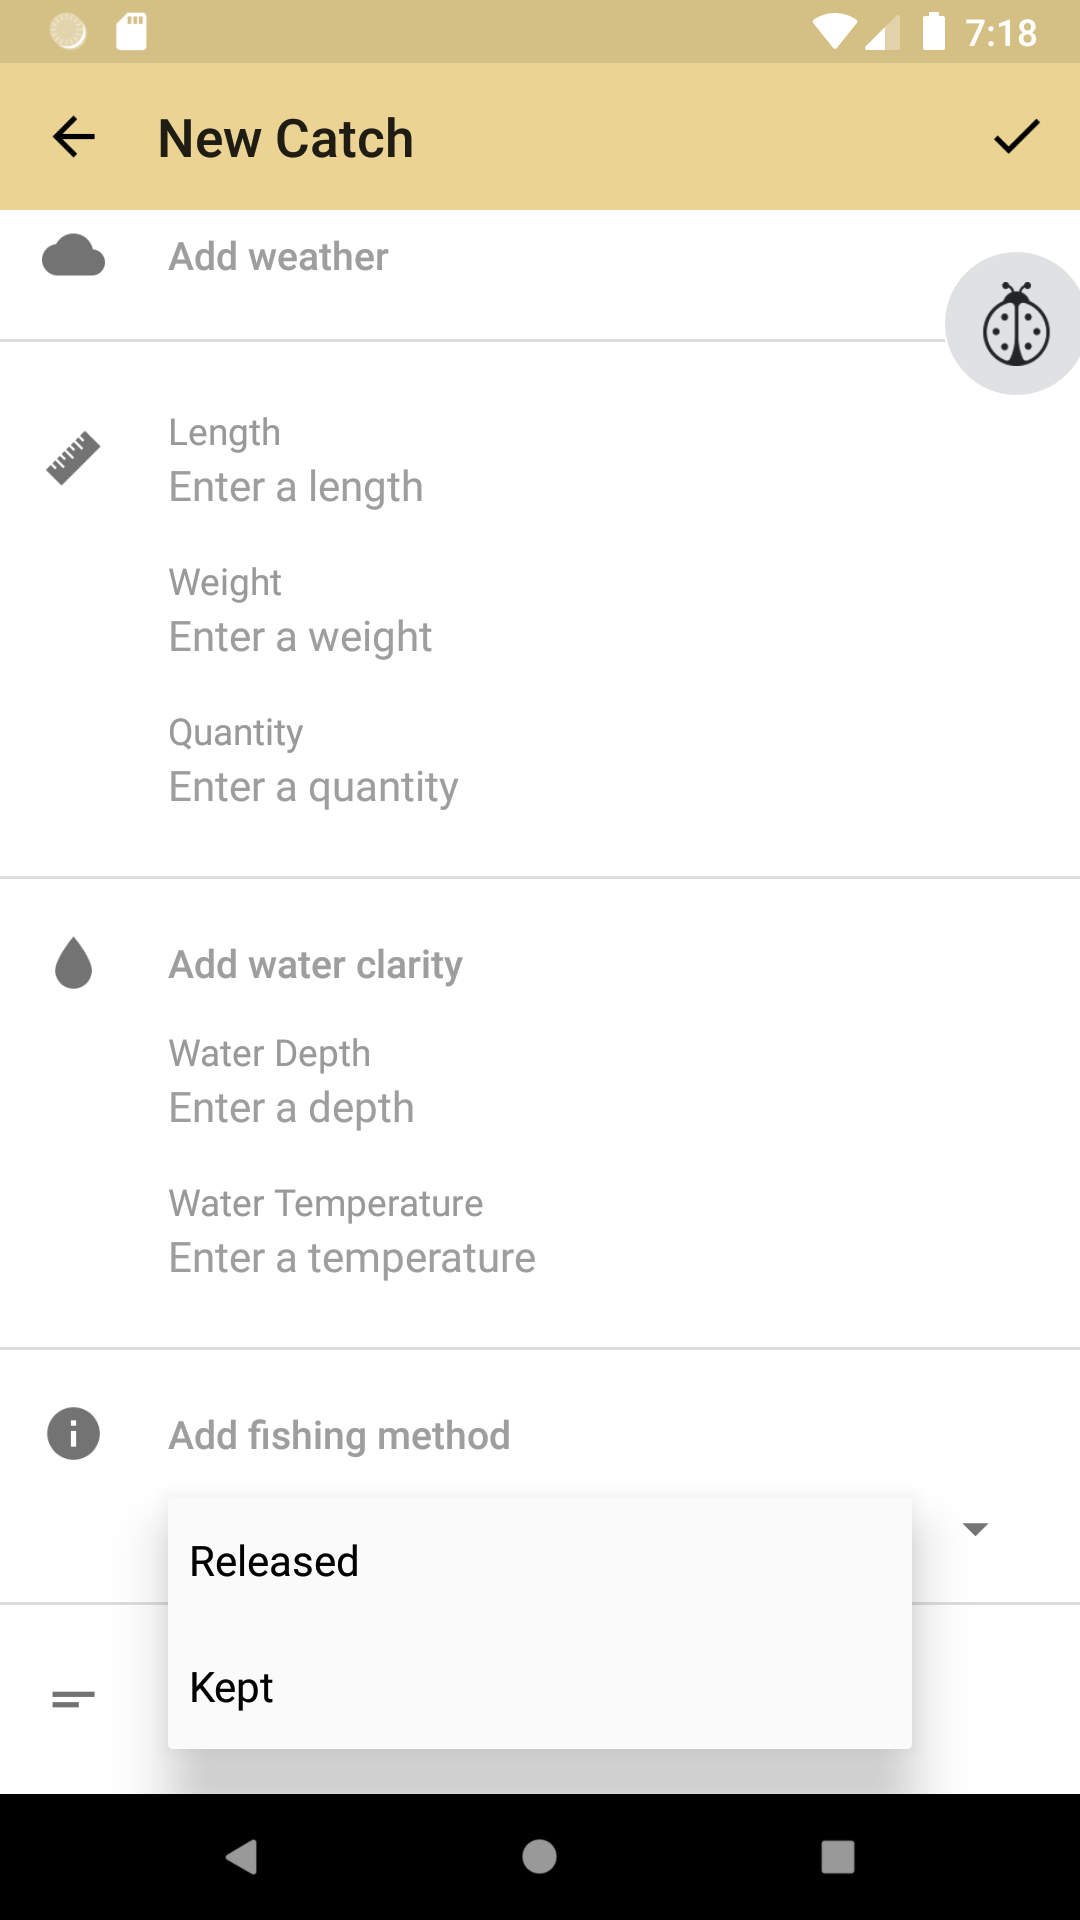 7:18
New Catch
Add weather
Length
Enter a length
Weight
Enter a weight
Quantity
Enter a quantity
Add water clarity
Water Depth
Enter a depth
Water Temperature
Enter a temperature
Add fishing method
Released
Kept